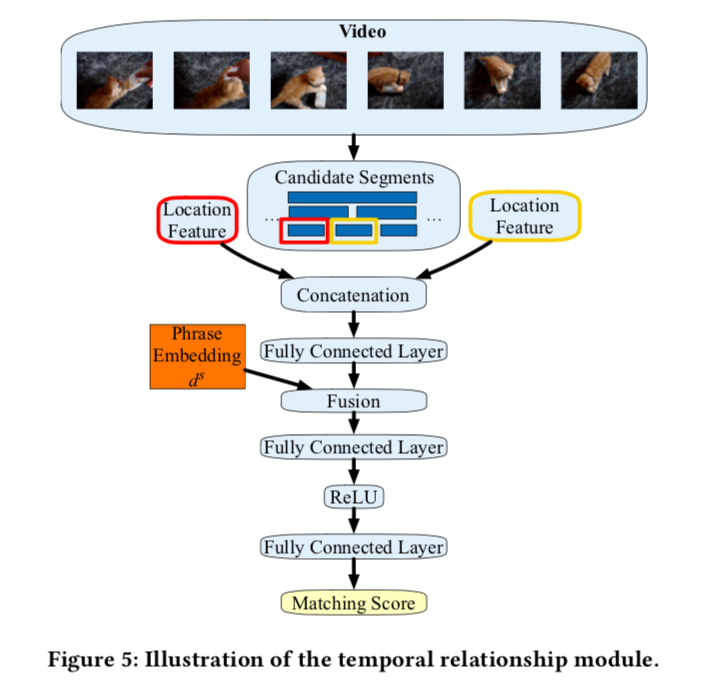 Video
Candidate Segments
... ...
Location
Feature
Location
Feature
Concatenation
Phrase
Embedding
dˢ
Fully Connected Layer
Fusion
Fully Connected Layer
ReLU
Fully Connected Layer
Matching Score
Figure 5: Illustration of the temporal relationship module.